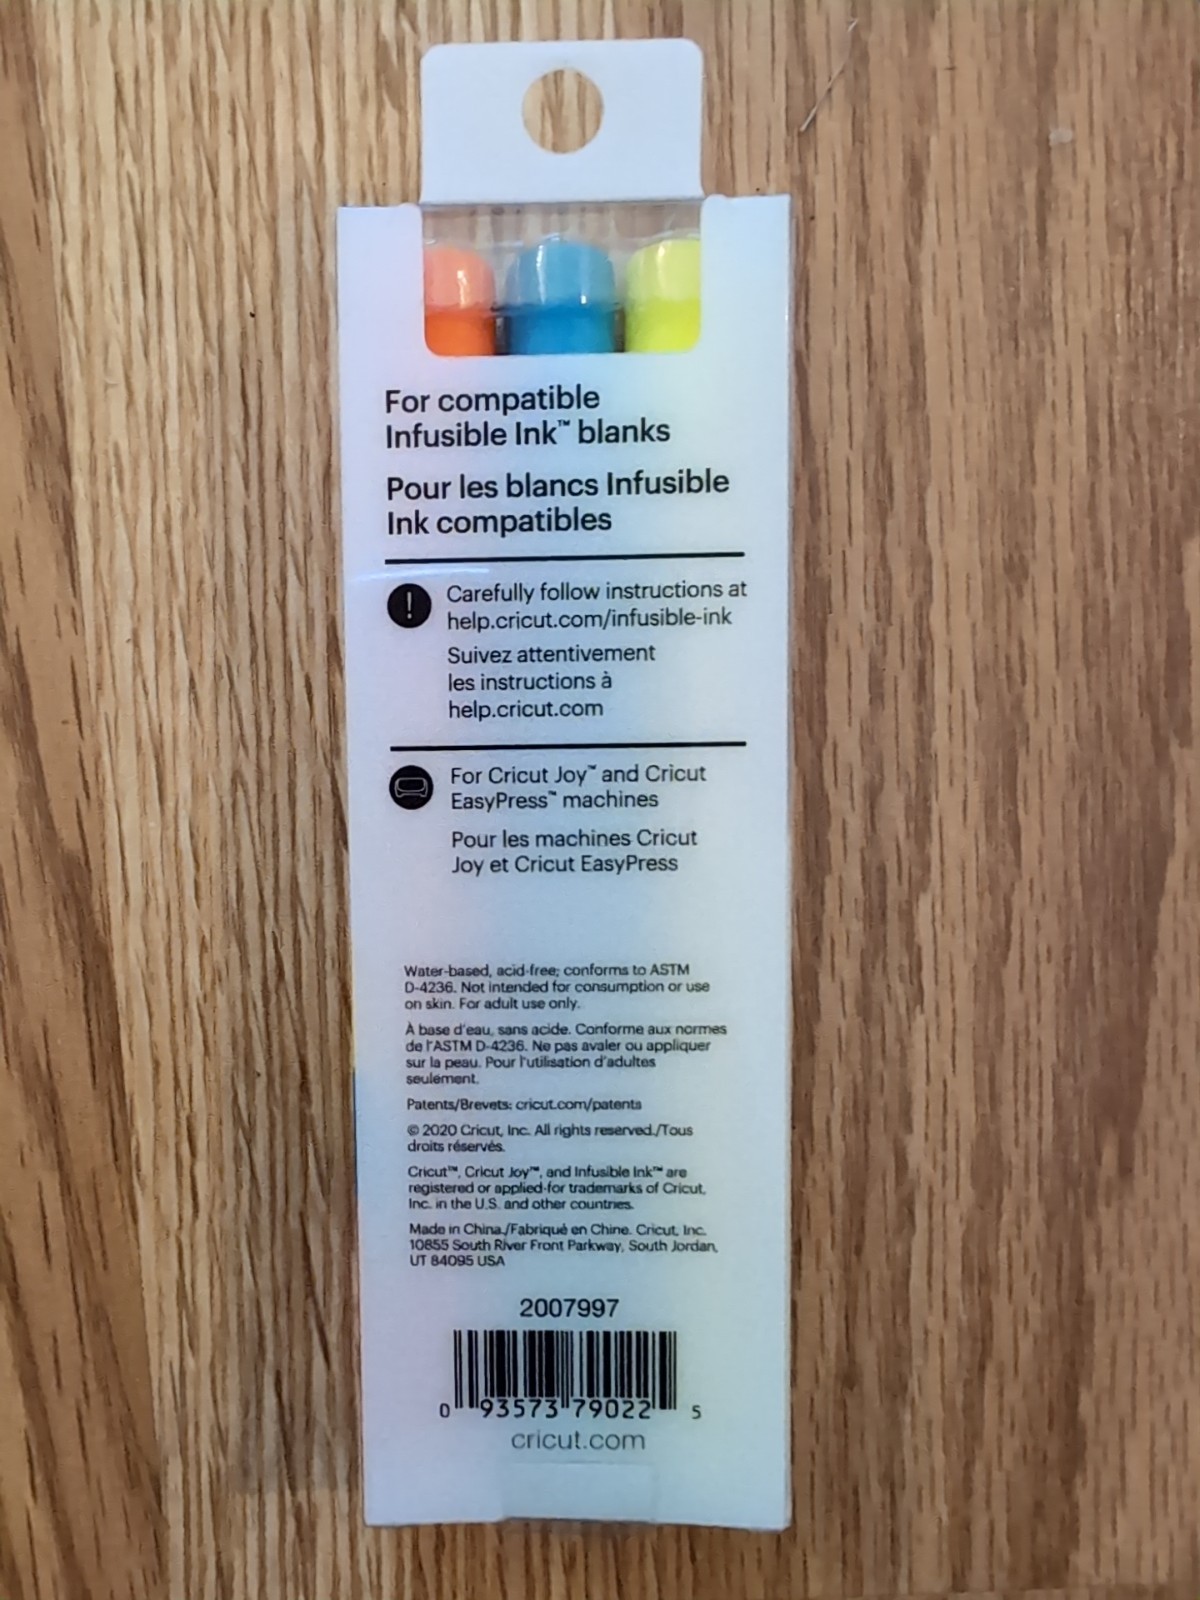 For compatible
Infusible Ink™ blanks
Pour les blancs Infusible
Ink compatibles
Carefully follow instructions at
help.cricut.com/infusible-ink
Suivez attentivement
les instructions à
help.cricut.com
For Cricut Joy™ and Cricut
EasyPress™ machines
Pour les machines Cricut
Joy et Cricut EasyPress
Water-based, acid-free; conforms to ASTM
D-4236. Not intended for consumption or use
on skin. For adult use only.
À base d'eau, sans acide. Conforme aux normes
de l'ASTM D-4236. Ne pas avaler ou appliquer
sur la peau. Pour l'utilisation d'adultes
seulement.
Patents/Brevets: cricut.com/patents
© 2020 Cricut, Inc. All rights reserved./Tous
droits réservés.
Cricut™, Cricut Joy™, and Infusible Ink™ are
registered or applied-for trademarks of Cricut,
Inc. in the U.S. and other countries.
Made in China./Fabriqué en Chine. Cricut, Inc.
10855 South River Front Parkway, South Jordan,
UT 84095 USA
2007997
0 93573 79022 5
cricut.com